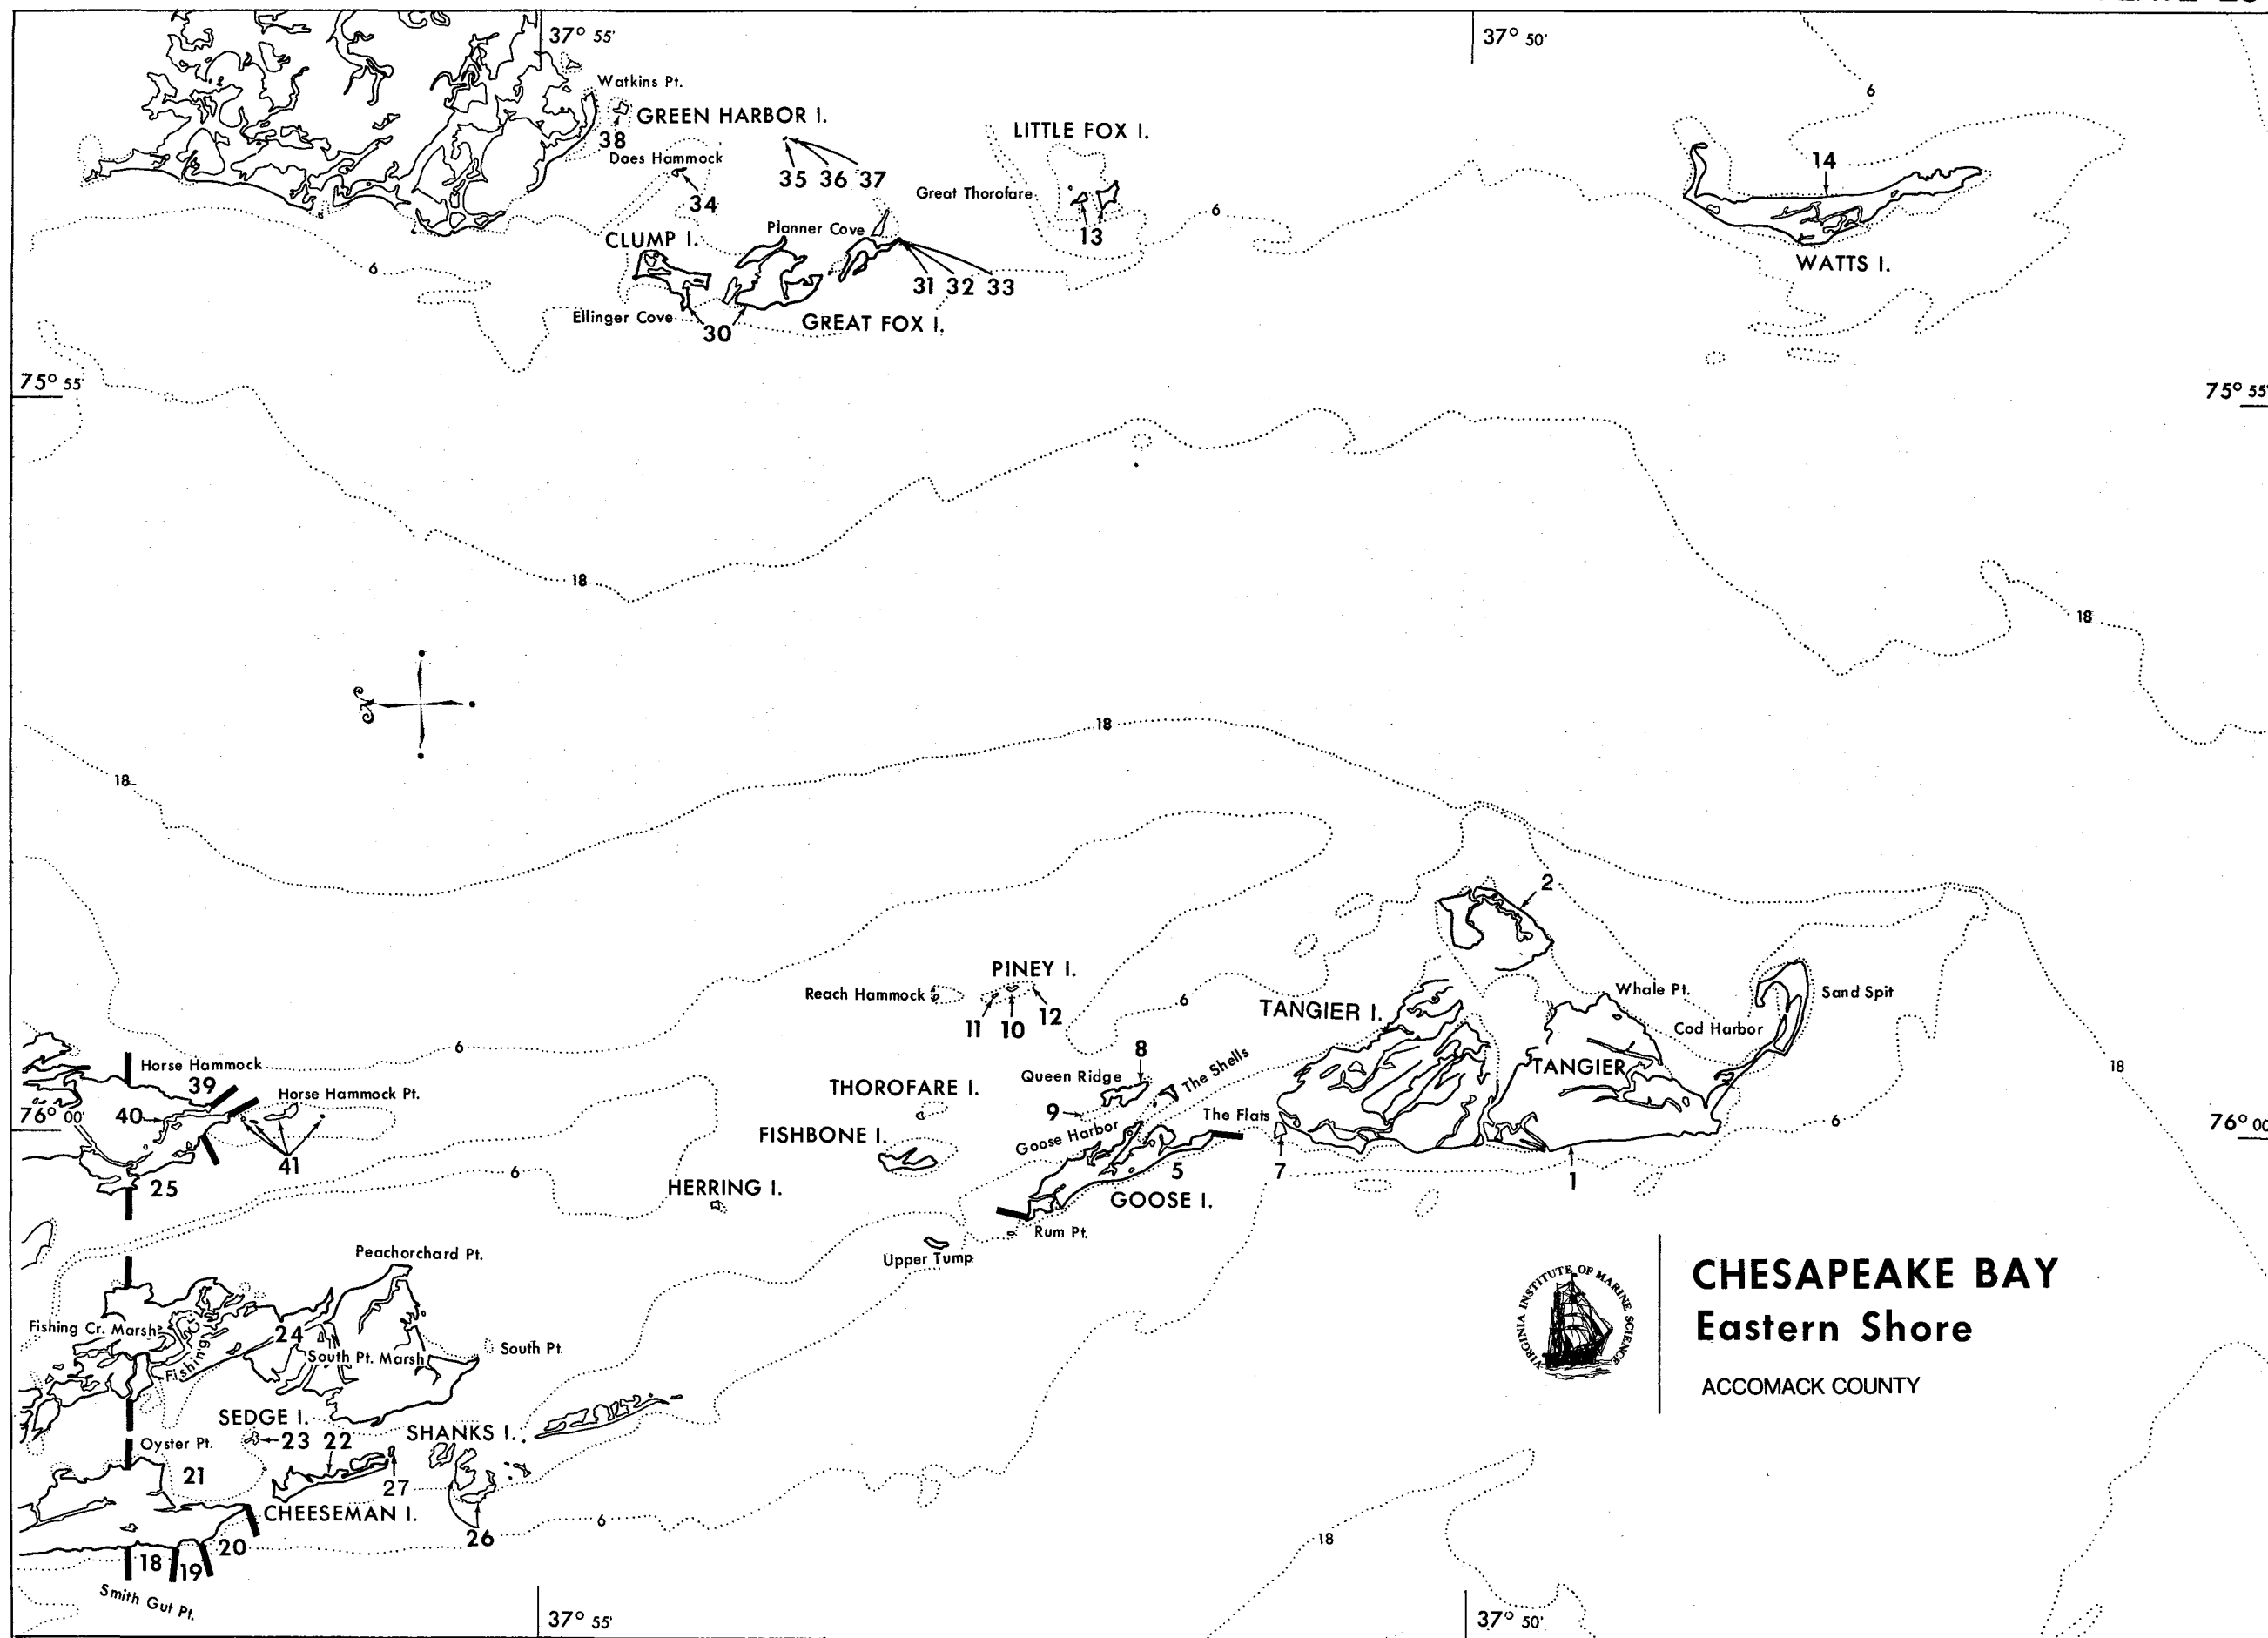 37° 55'
37° 50'
Watkins Pt.
6
GREEN HARBOR I.
LITTLE FOX I.
38
Does Hammock
14
35 36 37
Great Thorofare
34
6
Planner Cove
13
CLUMP I.
6
WATTS I.
31 32 33
Ellinger Cove
30
GREAT FOX I.
75° 55'
75° 55'
18
18
18
18
2
PINEY I.
Reach Hammock
Whale Pt.
Sand Spit
6
TANGIER I.
11 10 12
Cod Harbor
6
8
Horse Hammock
The Shells
TANGIER
18
Queen Ridge
39
THOROFARE I.
Horse Hammock Pt.
76° 00'
40
9
The Flats
6
76° 00
Goose Harbor
FISHBONE I.
41
6
5
7
1
25
HERRING I.
GOOSE I.
Rum Pt.
Upper Tump
Peachorchard Pt.
VIRGINIA INSTITUTE OF MARINE SCIENCE
CHESAPEAKE BAY
Eastern Shore
ACCOMACK COUNTY
Fishing Cr. Marsh
24
Fishing
South Pt. Marsh
South Pt.
SEDGE I.
SHANKS I.
Oyster Pt.
23 22
21
27
CHEESEMAN I.
6
26
18
20
18
19
Smith Gut Pt.
37° 55'
37° 50'